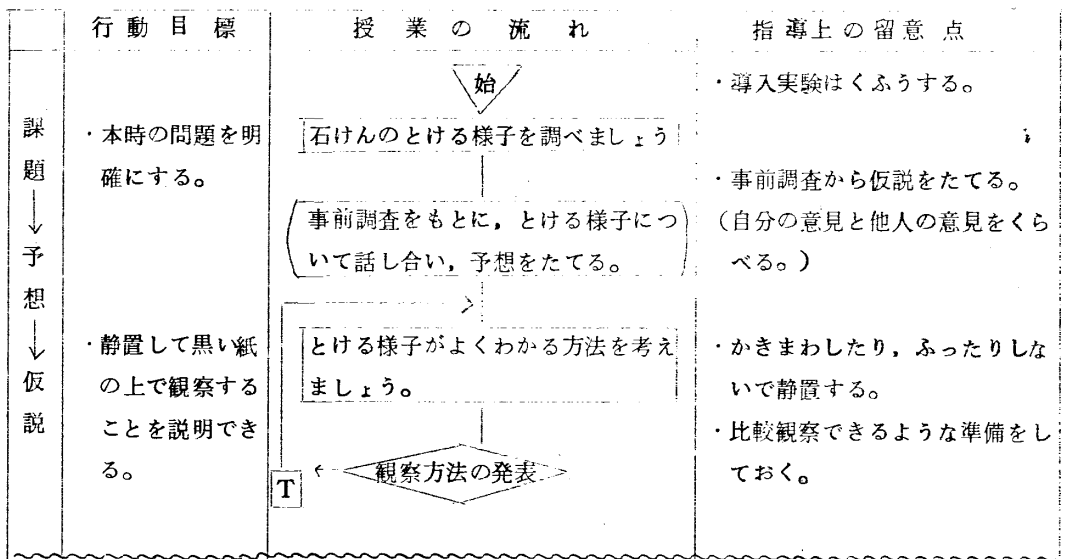 行動目標
授業の流れ
指導上の留意点
課題→予想→仮説
・本時の問題を明
確にする。
・静置して黒い紙
の上で観察する
ことを説明でき
る。
始
石けんのとける様子を調べましょう
事前調査をもとに，とける様子につ
いて話し合い，予想をたてる。
とける様子がよくわかる方法を考え
ましょう。
観察方法の発表
T
・導入実験はくふうする。
・事前調査から仮説をたてる。
（自分の意見と他人の意見をくら
べる。）
・かきまわしたり，ふったりしな
いで静置する。
・比較観察できるような準備をし
ておく。